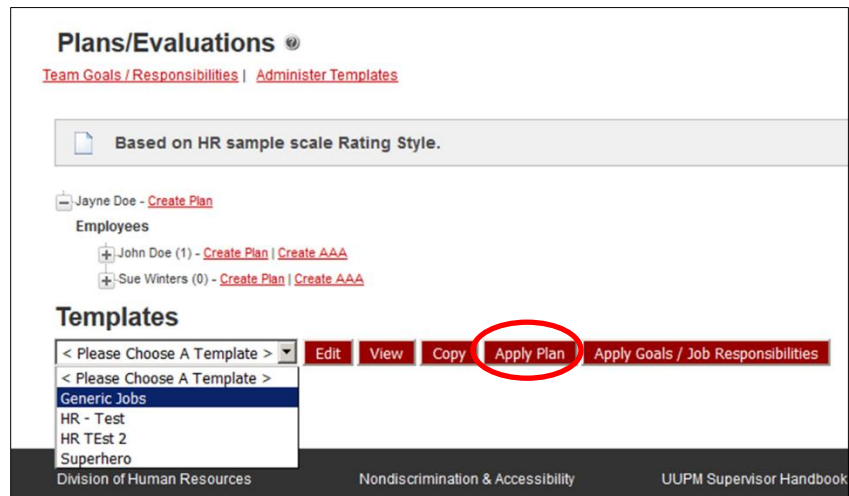 Plans/Evaluations
Team Goals / Responsibilities | Administer Templates
Based on HR sample scale Rating Style.
Jayne Doe - Create Plan
Employees
John Doe (1) - Create Plan | Create AAA
Sue Winters (0) - Create Plan | Create AAA
Templates
< Please Choose A Template > Edit View Copy Apply Plan Apply Goals / Job Responsibilities
< Please Choose A Template >
Generic Jobs
HR - Test
HR TEst 2
Superhero
Division of Human Resources Nondiscrimination & Accessibility UUPM Supervisor Handbook